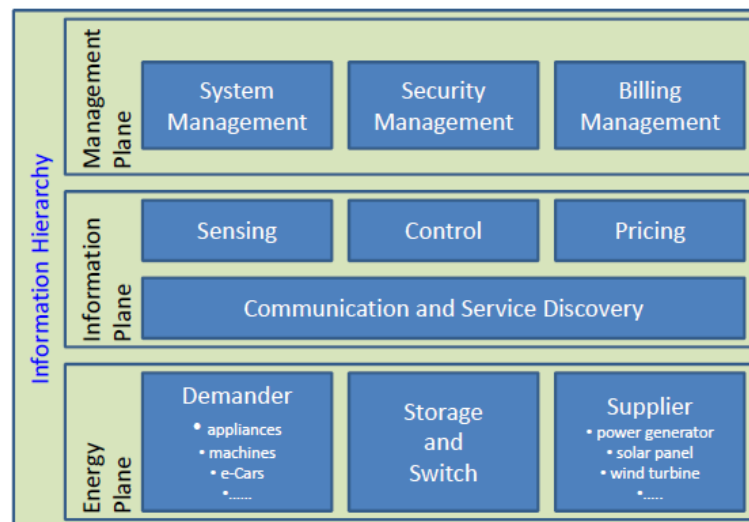 Information Hierarchy
Management
Plane
System
Management
Security
Management
Billing
Management
Information
Plane
Sensing
Control
Pricing
Communication and Service Discovery
Energy
Plane
Demander
• appliances
• machines
• e-Cars
•......
Storage
and
Switch
Supplier
• power generator
• solar panel
• wind turbine
•.....